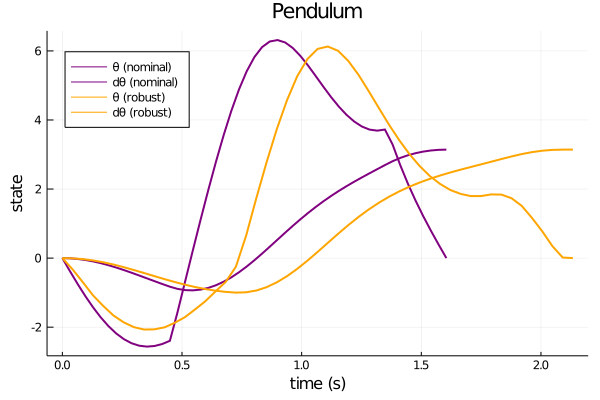 Pendulum
θ (nominal)
dθ (nominal)
θ (robust)
dθ (robust)
state
6
4
2
0
-2
0.0 0.5 1.0 1.5 2.0
time (s)